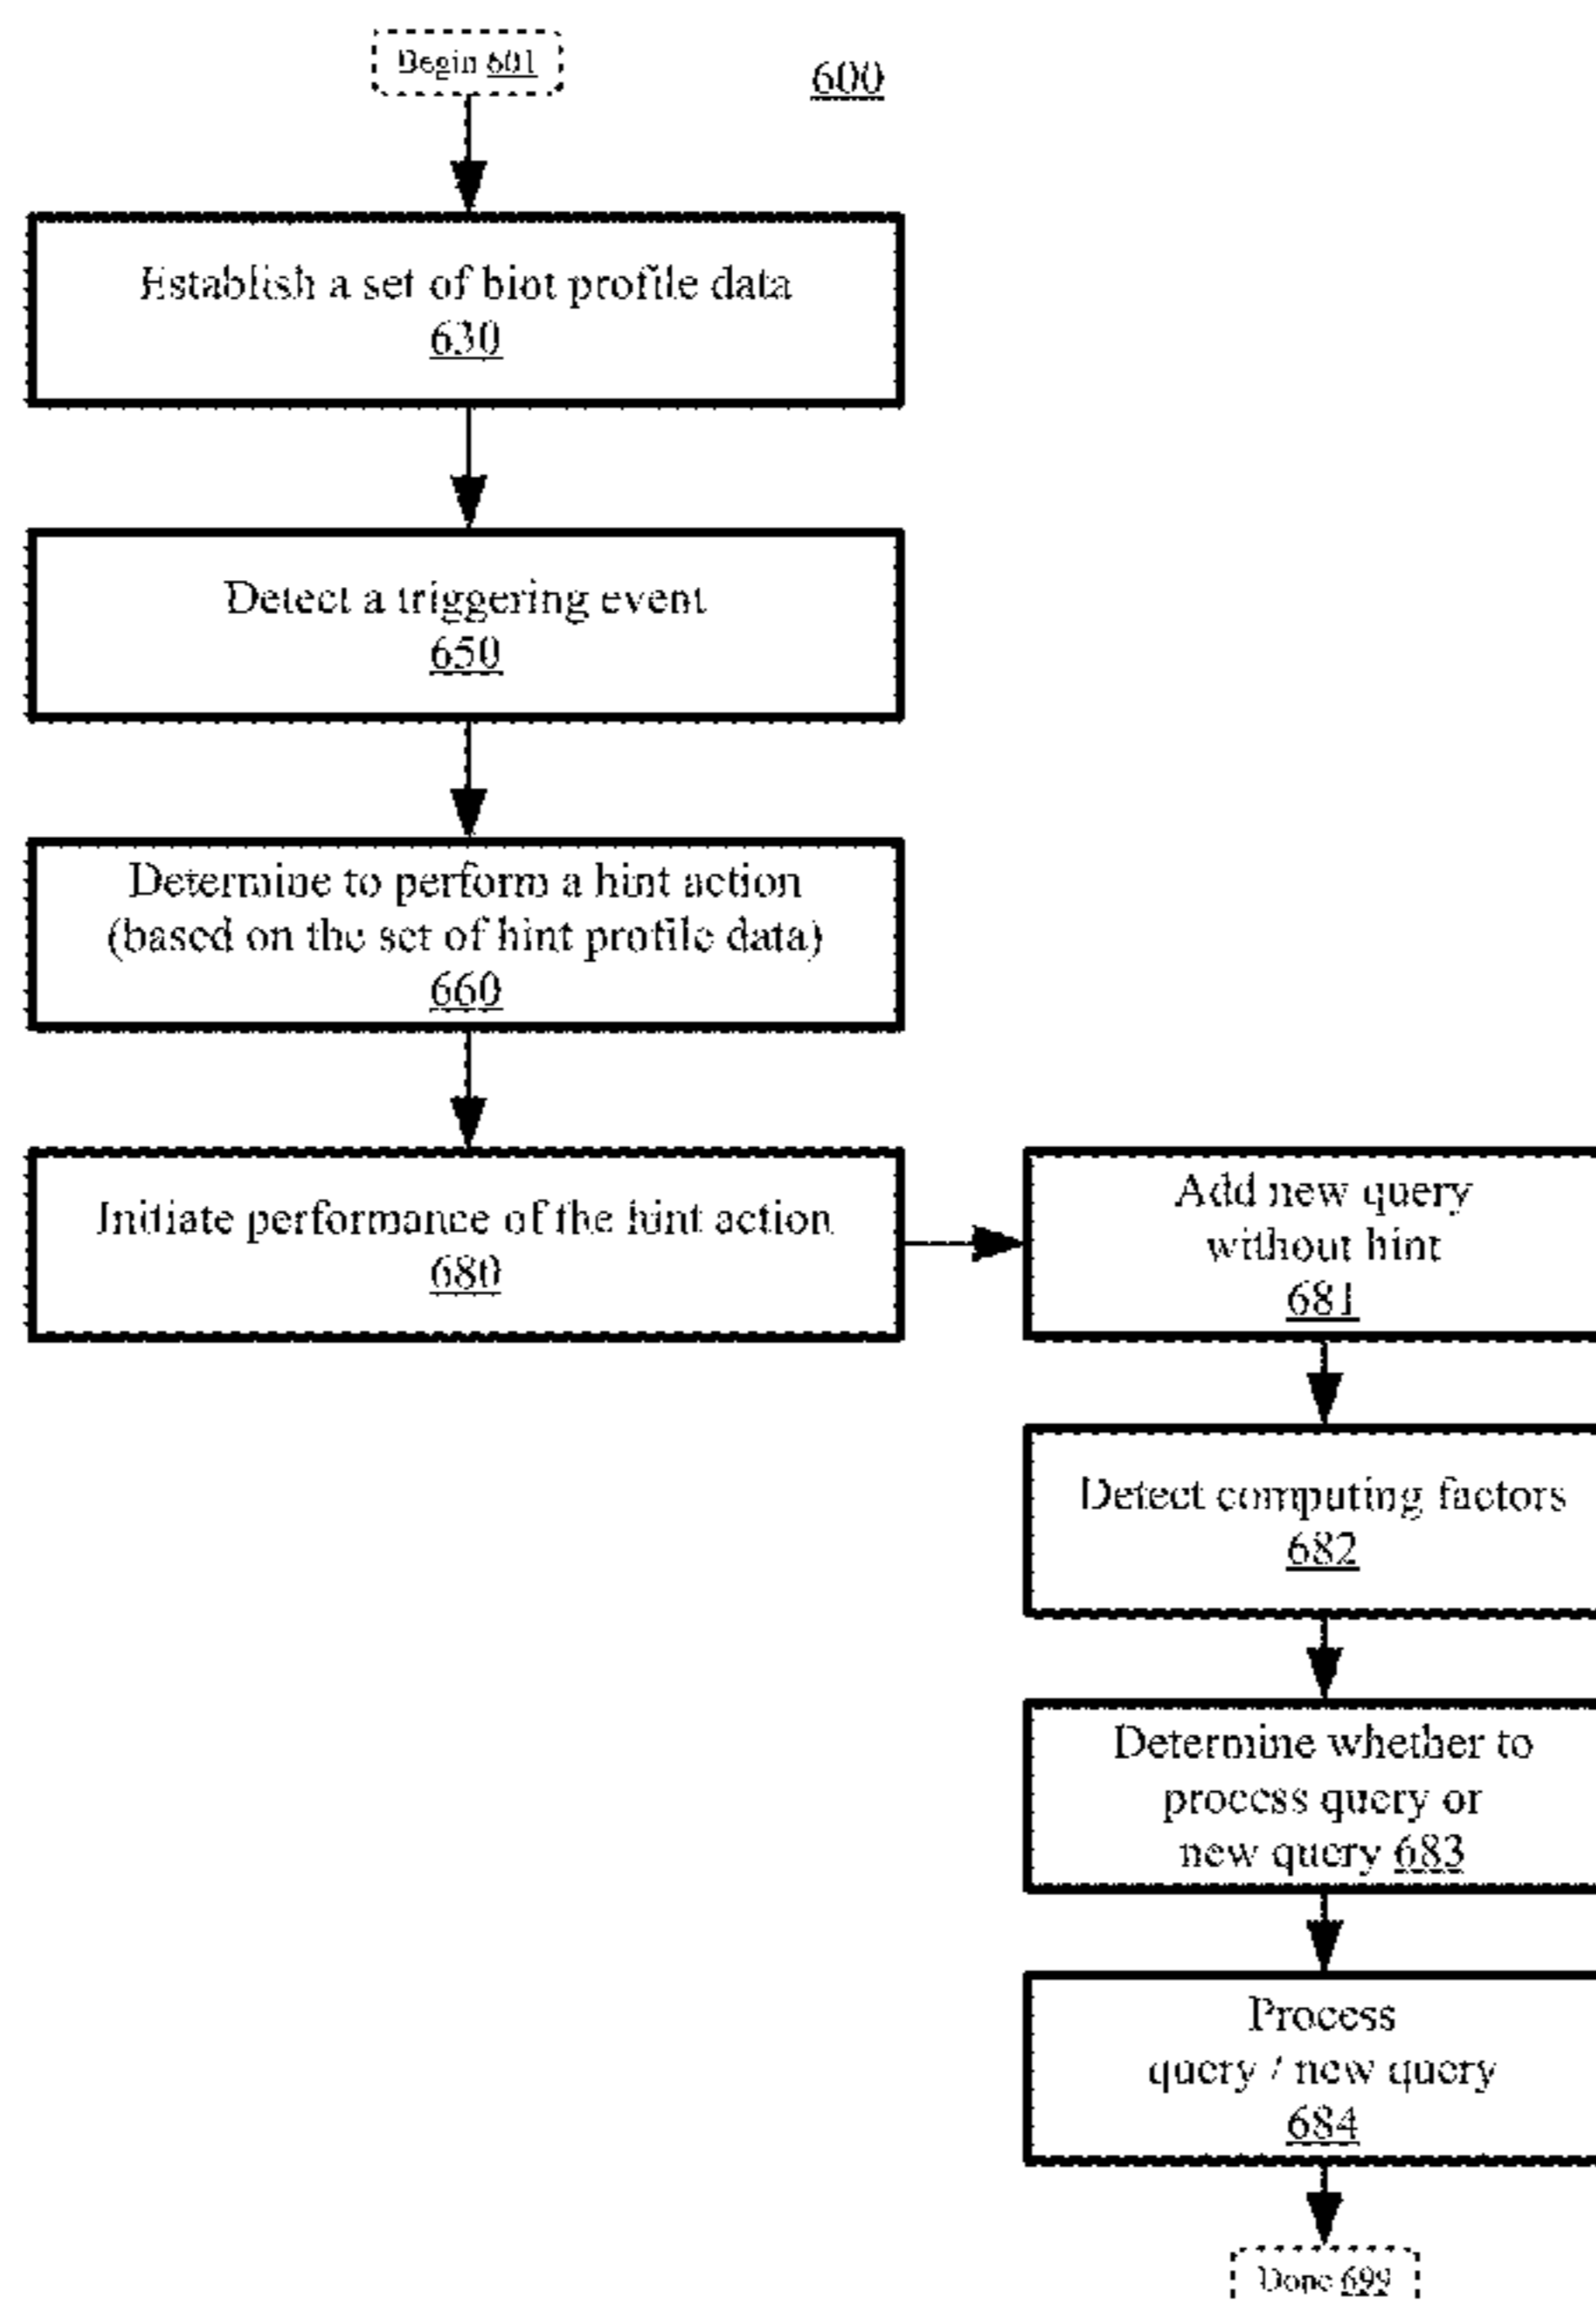 Begin 601
600
Establish a set of hint profile data
630
Detect a triggering event
650
Determine to perform a hint action
(based on the set of hint profile data)
660
Initiate performance of the hint action
680
Add new query
without hint
681
Detect computing factors
682
Determine whether to
process query or
new query 683
Process
query / new query
684
Done 699